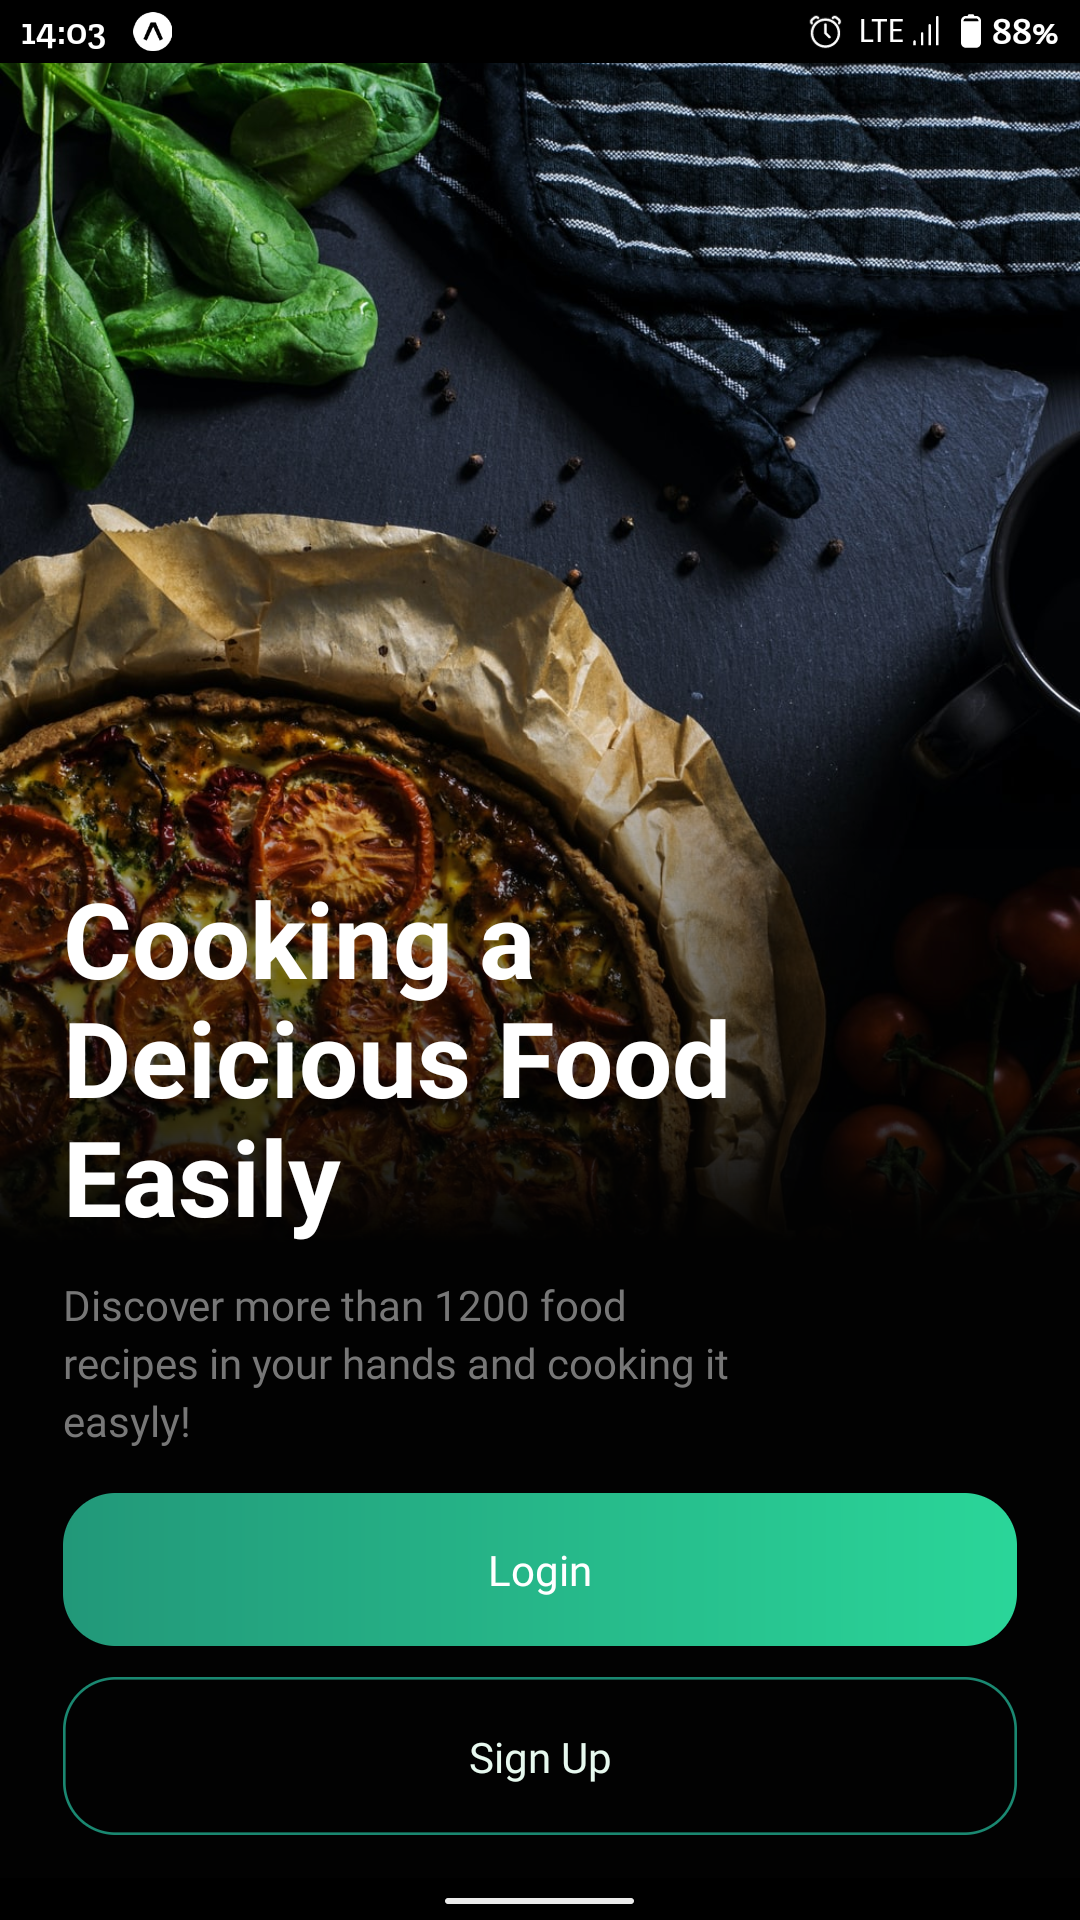 14:03 LTE 88%
Cooking a
Deicious Food
Easily
Discover more than 1200 food
recipes in your hands and cooking it
easyly!
Login
Sign Up